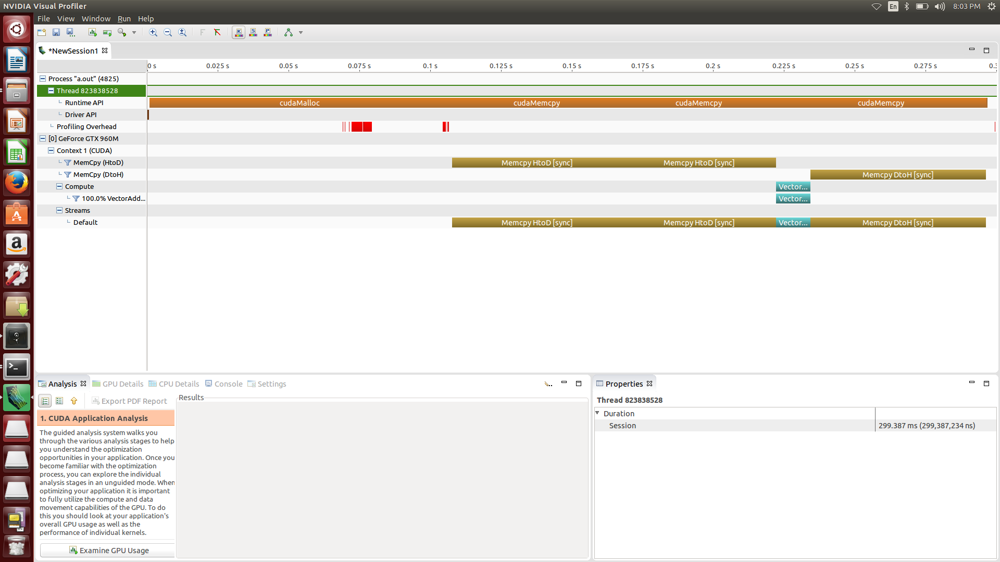 NVIDIA Visual Profiler
En
8:03 PM
File View Window Run Help
*NewSession1
0 s 0.025 s 0.05 s 0.075 s 0.1 s 0.125 s 0.15 s 0.175 s 0.2 s 0.225 s 0.25 s 0.275 s
Process "a.out" (4825)
Thread 823838528
Runtime API cudaMalloc cudaMemcpy cudaMemcpy cudaMemcpy
Driver API
Profiling Overhead
[0] GeForce GTX 960M
Context 1 (CUDA)
MemCpy (HtoD) Memcpy HtoD [sync] Memcpy HtoD [sync]
MemCpy (DtoH) Memcpy DtoH [sync]
Compute Vector...
100.0% VectorAdd... Vector...
Streams
Default Memcpy HtoD [sync] Memcpy HtoD [sync] Vector... Memcpy DtoH [sync]
Analysis GPU Details CPU Details Console Settings
Export PDF Report
Results
1. CUDA Application Analysis
The guided analysis system walks you
through the various analysis stages to help
you understand the optimization
opportunities in your application. Once you
become familiar with the optimization
process, you can explore the individual
analysis stages in an unguided mode. When
optimizing your application it is important
to fully utilize the compute and data
movement capabilities of the GPU. To do
this you should look at your application's
overall GPU usage as well as the
performance of individual kernels.
Examine GPU Usage
Properties
Thread 823838528
Duration
Session 299.387 ms (299,387,234 ns)